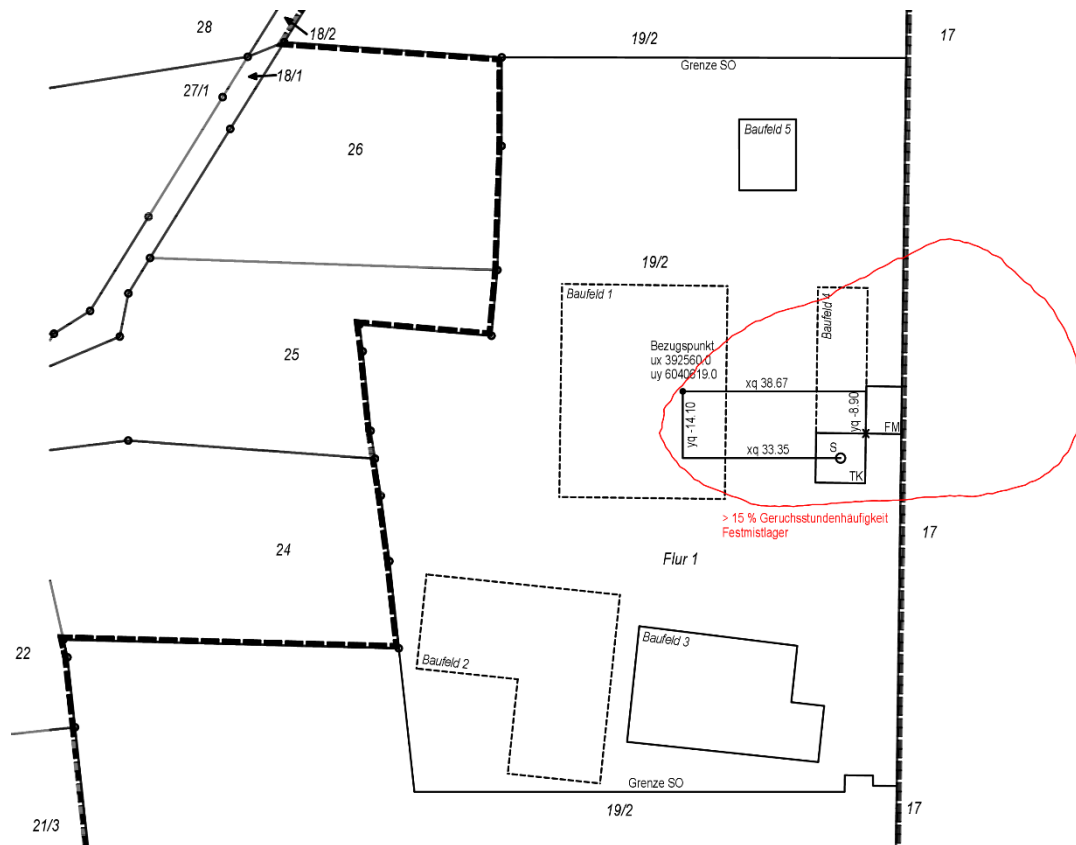 28
18/2
19/2
17
Grenze SO
18/1
27/1
Baufeld 5
26
19/2
Baufeld 1
Baufeld 4
25
Bezugspunkt
ux 392560.0
uy 6040619.0
xq 38.67
yq -14.10
yq -8.90
FM
xq 33.35
S
TK
> 15 % Geruchsstundenhäufigkeit
Festmistlager
17
24
Flur 1
22
Baufeld 2
Baufeld 3
Grenze SO
19/2
17
21/3